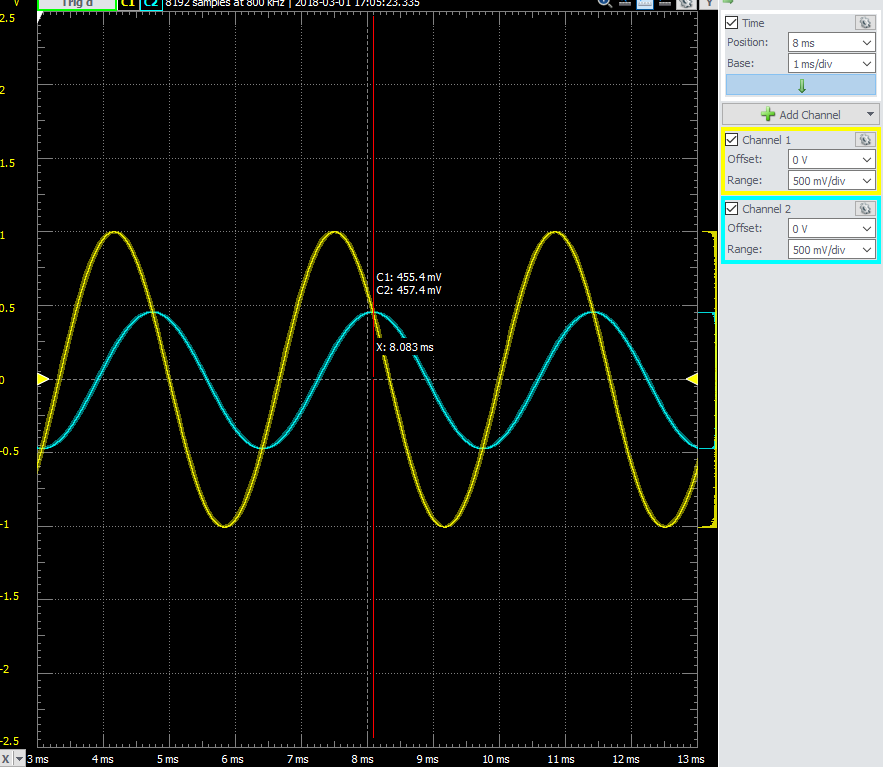 V Trig'd C1 C2 8192 samples at 800 kHz | 2018-03-01 17:05:23.335 Y
2.5
2
1.5
1
0.5
0
-0.5
-1
-1.5
-2
-2.5
C1: 455.4 mV
C2: 457.4 mV
X: 8.083 ms
X 3 ms 4 ms 5 ms 6 ms 7 ms 8 ms 9 ms 10 ms 11 ms 12 ms 13 ms
Time
Position: 8 ms
Base: 1 ms/div
Add Channel
Channel 1
Offset: 0 V
Range: 500 mV/div
Channel 2
Offset: 0 V
Range: 500 mV/div